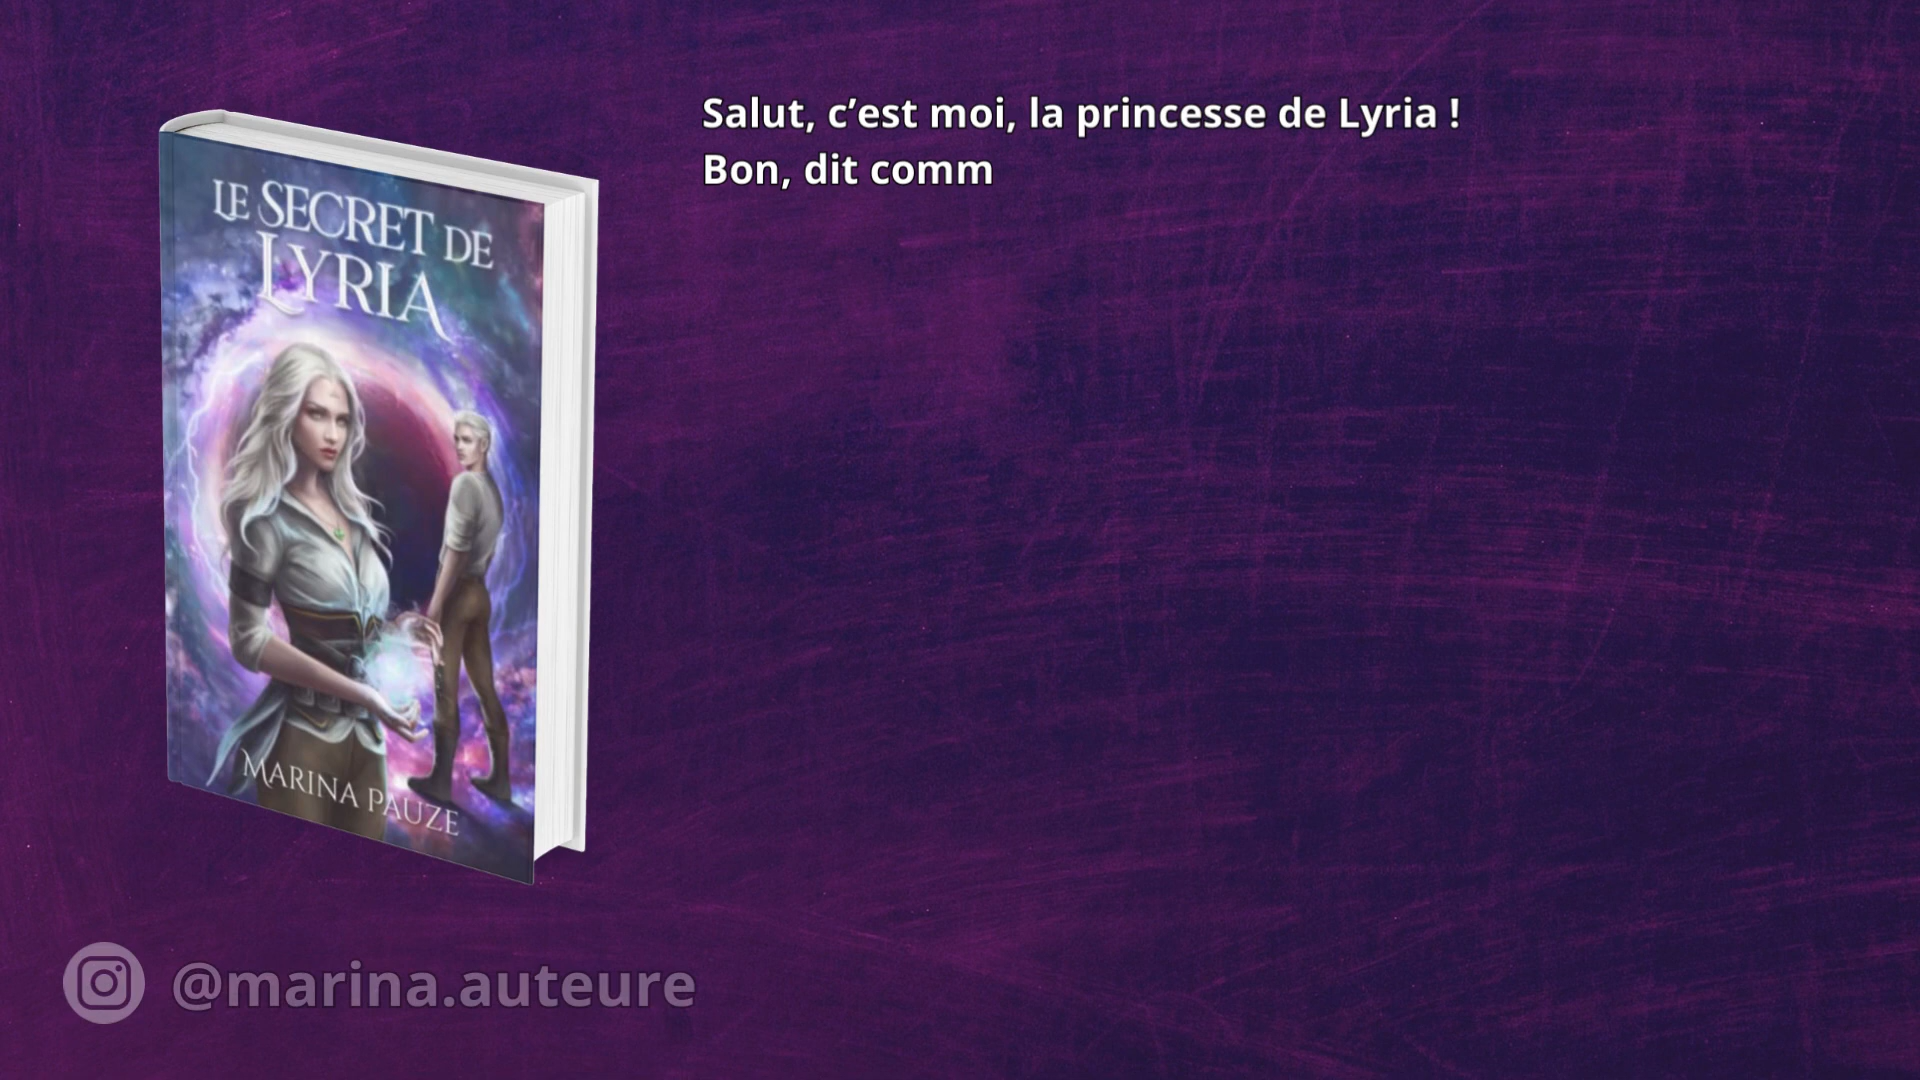 Salut, c’est moi, la princesse de Lyria !
Bon, dit comm
LE SECRET DE
LYRIA
MARINA PAUZE
@marina.auteure